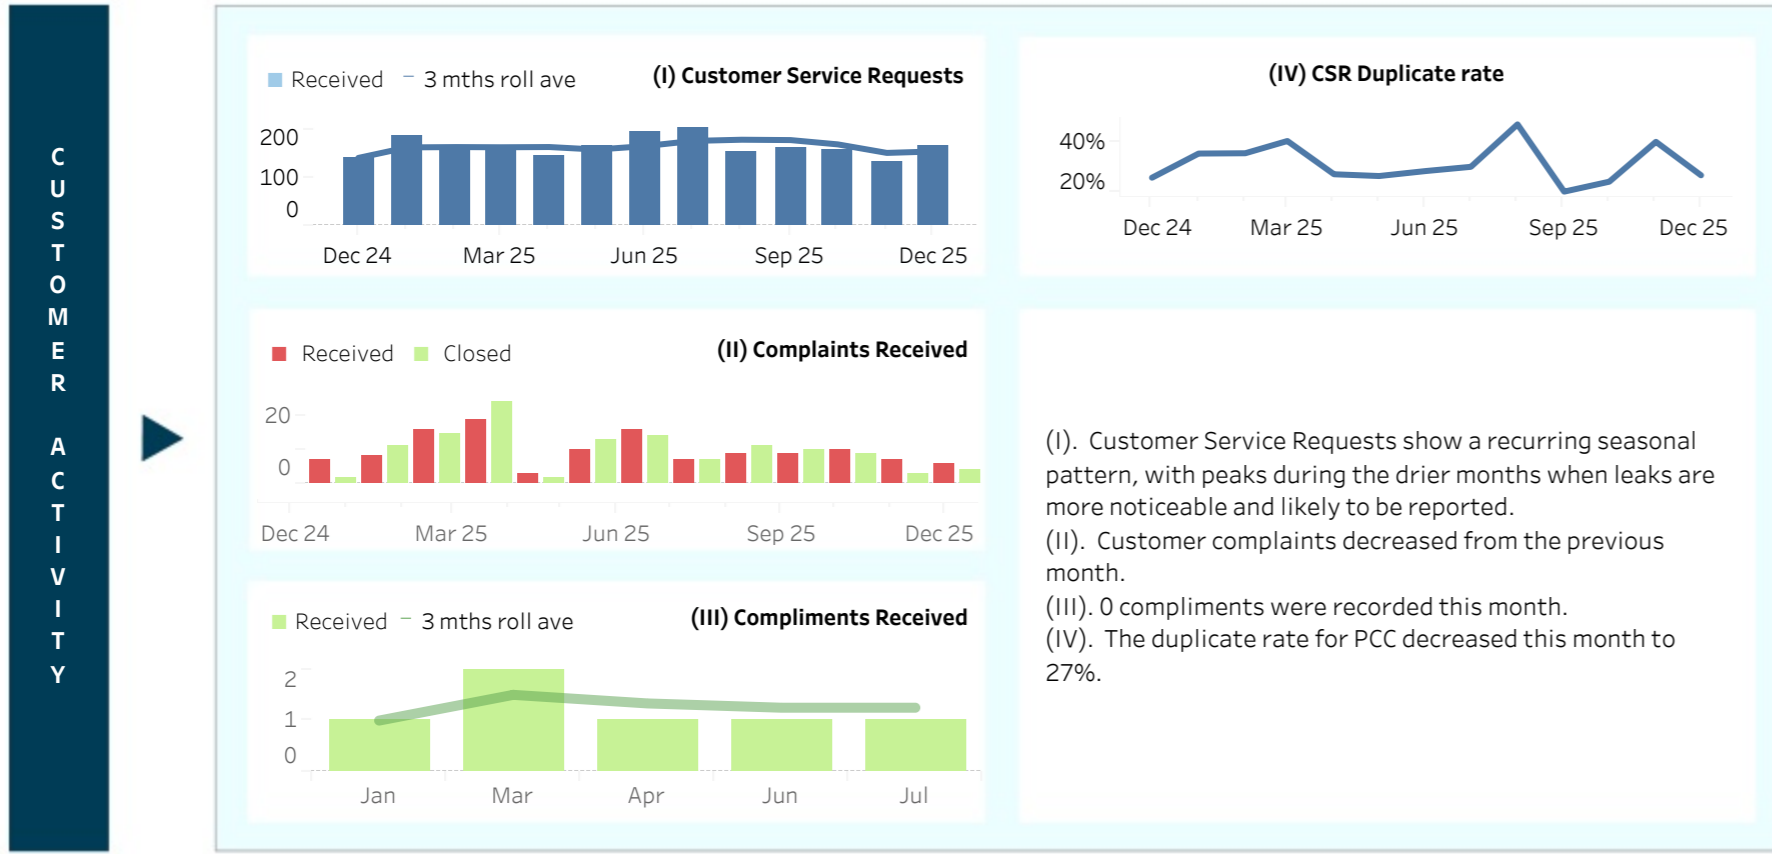 CUSTOMER ACTIVITY
Received 3 mths roll ave
(I) Customer Service Requests
200
100
0
Dec 24 Mar 25 Jun 25 Sep 25 Dec 25
(IV) CSR Duplicate rate
40%
20%
Dec 24 Mar 25 Jun 25 Sep 25 Dec 25
Received Closed
(II) Complaints Received
20
0
Dec 24 Mar 25 Jun 25 Sep 25 Dec 25
Received 3 mths roll ave
(III) Compliments Received
2
1
0
Jan Mar Apr Jun Jul
(I). Customer Service Requests show a recurring seasonal
pattern, with peaks during the drier months when leaks are
more noticeable and likely to be reported.
(II). Customer complaints decreased from the previous
month.
(III). 0 compliments were recorded this month.
(IV). The duplicate rate for PCC decreased this month to
27%.